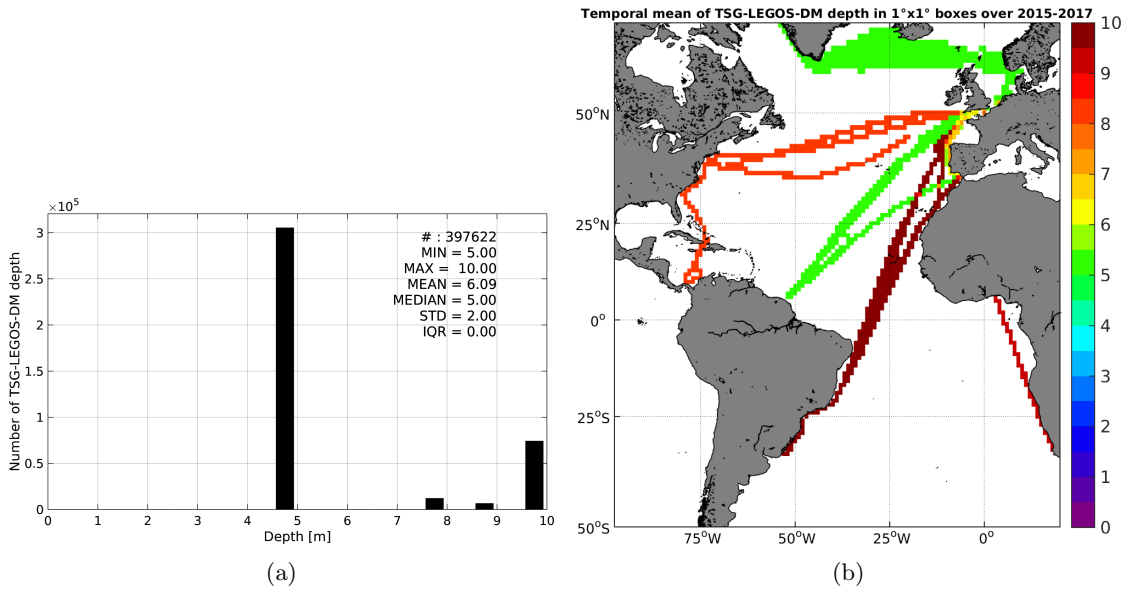 ×10⁵
3
2.5
2
1.5
1
0.5
0
Number of TSG-LEGOS-DM depth
# : 397622
MIN = 5.00
MAX = 10.00
MEAN = 6.09
MEDIAN = 5.00
STD = 2.00
IQR = 0.00
0 1 2 3 4 5 6 7 8 9 10
Depth [m]
(a)
Temporal mean of TSG-LEGOS-DM depth in 1°x1° boxes over 2015-2017
50°N
25°N
0°
25°S
50°S
75°W 50°W 25°W 0°
10
9
8
7
6
5
4
3
2
1
0
(b)